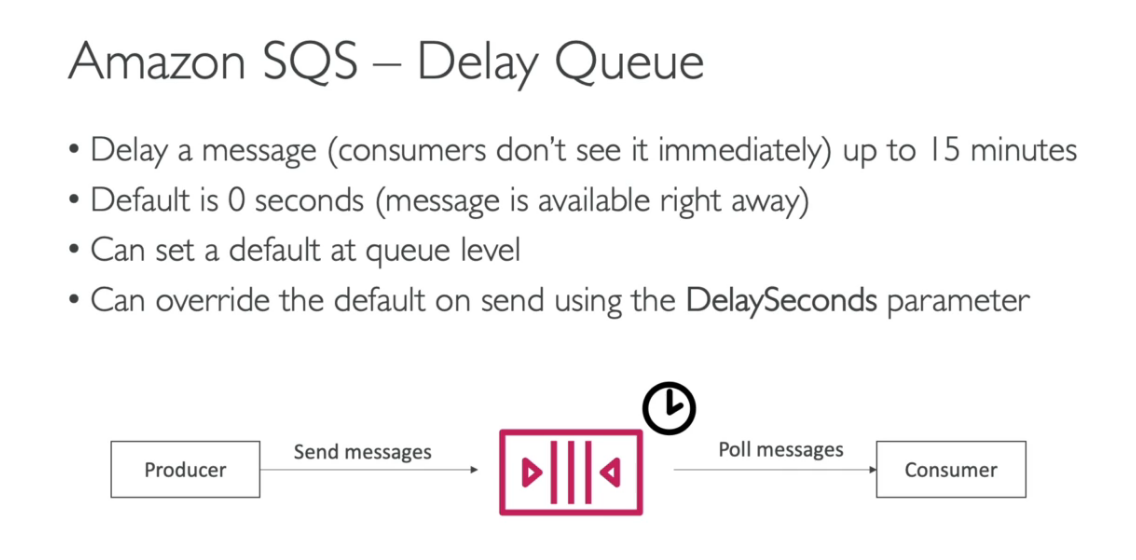 Amazon SQS – Delay Queue
• Delay a message (consumers don't see it immediately) up to 15 minutes
• Default is 0 seconds (message is available right away)
• Can set a default at queue level
• Can override the default on send using the DelaySeconds parameter
Producer
Send messages
Poll messages
Consumer